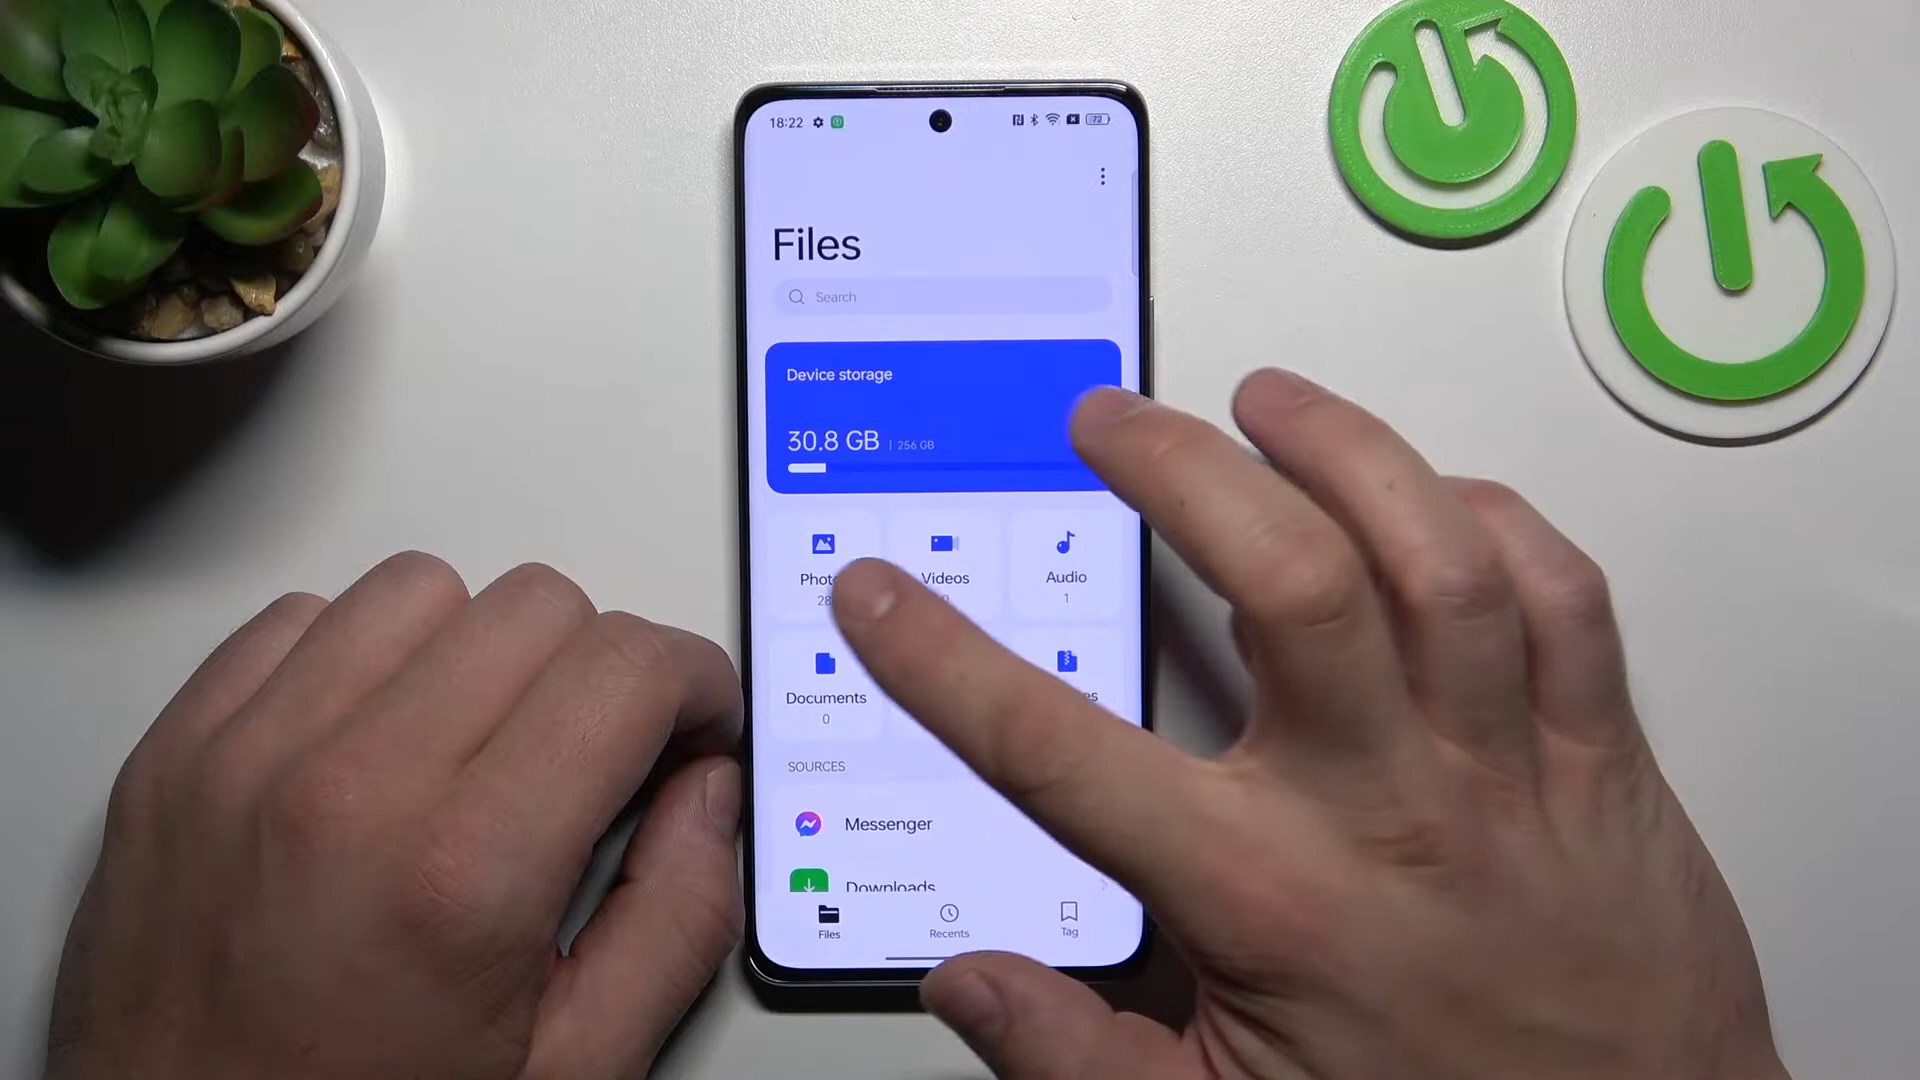 18:22
72
Files
Search
Device storage
30.8 GB | 256 GB
Videos
Audio
1
Documents
0
SOURCES
Messenger
Downloads
Files
Recents
Tag